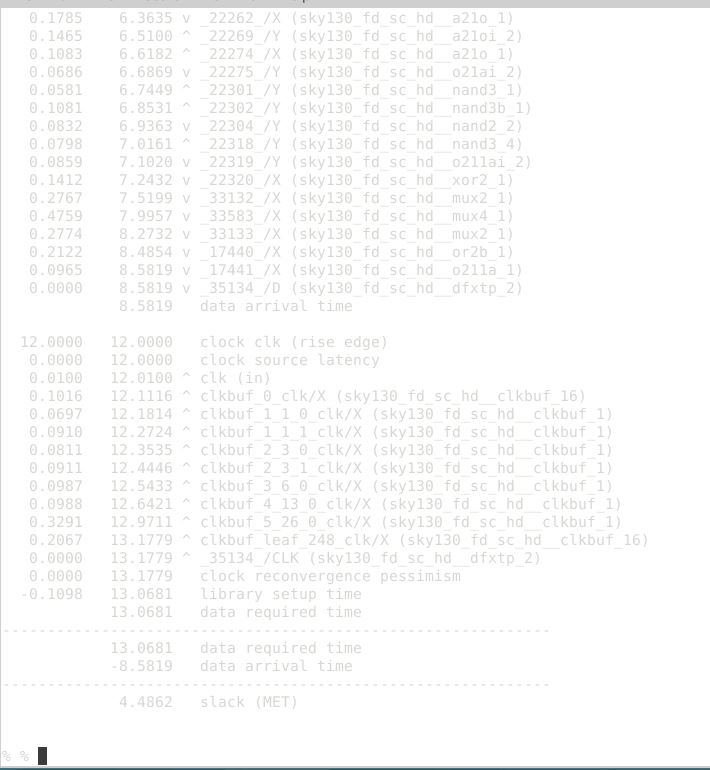 0.1785    6.3635 v _22262_/X (sky130_fd_sc_hd__a21o_1)
0.1465    6.5100 ^ _22269_/Y (sky130_fd_sc_hd__a21oi_2)
0.1083    6.6182 ^ _22274_/X (sky130_fd_sc_hd__a21o_1)
0.0686    6.6869 v _22275_/Y (sky130_fd_sc_hd__o21ai_2)
0.0581    6.7449 ^ _22301_/Y (sky130_fd_sc_hd__nand3_1)
0.1081    6.8531 ^ _22302_/Y (sky130_fd_sc_hd__nand3b_1)
0.0832    6.9363 v _22304_/Y (sky130_fd_sc_hd__nand2_2)
0.0798    7.0161 ^ _22318_/Y (sky130_fd_sc_hd__nand3_4)
0.0859    7.1020 v _22319_/Y (sky130_fd_sc_hd__o211ai_2)
0.1412    7.2432 v _22320_/X (sky130_fd_sc_hd__xor2_1)
0.2767    7.5199 v _33132_/X (sky130_fd_sc_hd__mux2_1)
0.4759    7.9957 v _33583_/X (sky130_fd_sc_hd__mux4_1)
0.2774    8.2732 v _33133_/X (sky130_fd_sc_hd__mux2_1)
0.2122    8.4854 v _17440_/X (sky130_fd_sc_hd__or2b_1)
0.0965    8.5819 v _17441_/X (sky130_fd_sc_hd__o211a_1)
0.0000    8.5819 v _35134_/D (sky130_fd_sc_hd__dfxtp_2)
8.5819   data arrival time
12.0000   12.0000   clock clk (rise edge)
0.0000   12.0000   clock source latency
0.0100   12.0100 ^ clk (in)
0.1016   12.1116 ^ clkbuf_0_clk/X (sky130_fd_sc_hd__clkbuf_16)
0.0697   12.1814 ^ clkbuf_1_1_0_clk/X (sky130_fd_sc_hd__clkbuf_1)
0.0910   12.2724 ^ clkbuf_1_1_1_clk/X (sky130_fd_sc_hd__clkbuf_1)
0.0811   12.3535 ^ clkbuf_2_3_0_clk/X (sky130_fd_sc_hd__clkbuf_1)
0.0911   12.4446 ^ clkbuf_2_3_1_clk/X (sky130_fd_sc_hd__clkbuf_1)
0.0987   12.5433 ^ clkbuf_3_6_0_clk/X (sky130_fd_sc_hd__clkbuf_1)
0.0988   12.6421 ^ clkbuf_4_13_0_clk/X (sky130_fd_sc_hd__clkbuf_1)
0.3291   12.9711 ^ clkbuf_5_26_0_clk/X (sky130_fd_sc_hd__clkbuf_1)
0.2067   13.1779 ^ clkbuf_leaf_248_clk/X (sky130_fd_sc_hd__clkbuf_16)
0.0000   13.1779 ^ _35134_/CLK (sky130_fd_sc_hd__dfxtp_2)
0.0000   13.1779   clock reconvergence pessimism
-0.1098   13.0681   library setup time
13.0681   data required time
-------------------------------------------------------------
13.0681   data required time
-8.5819   data arrival time
-------------------------------------------------------------
4.4862   slack (MET)
% %